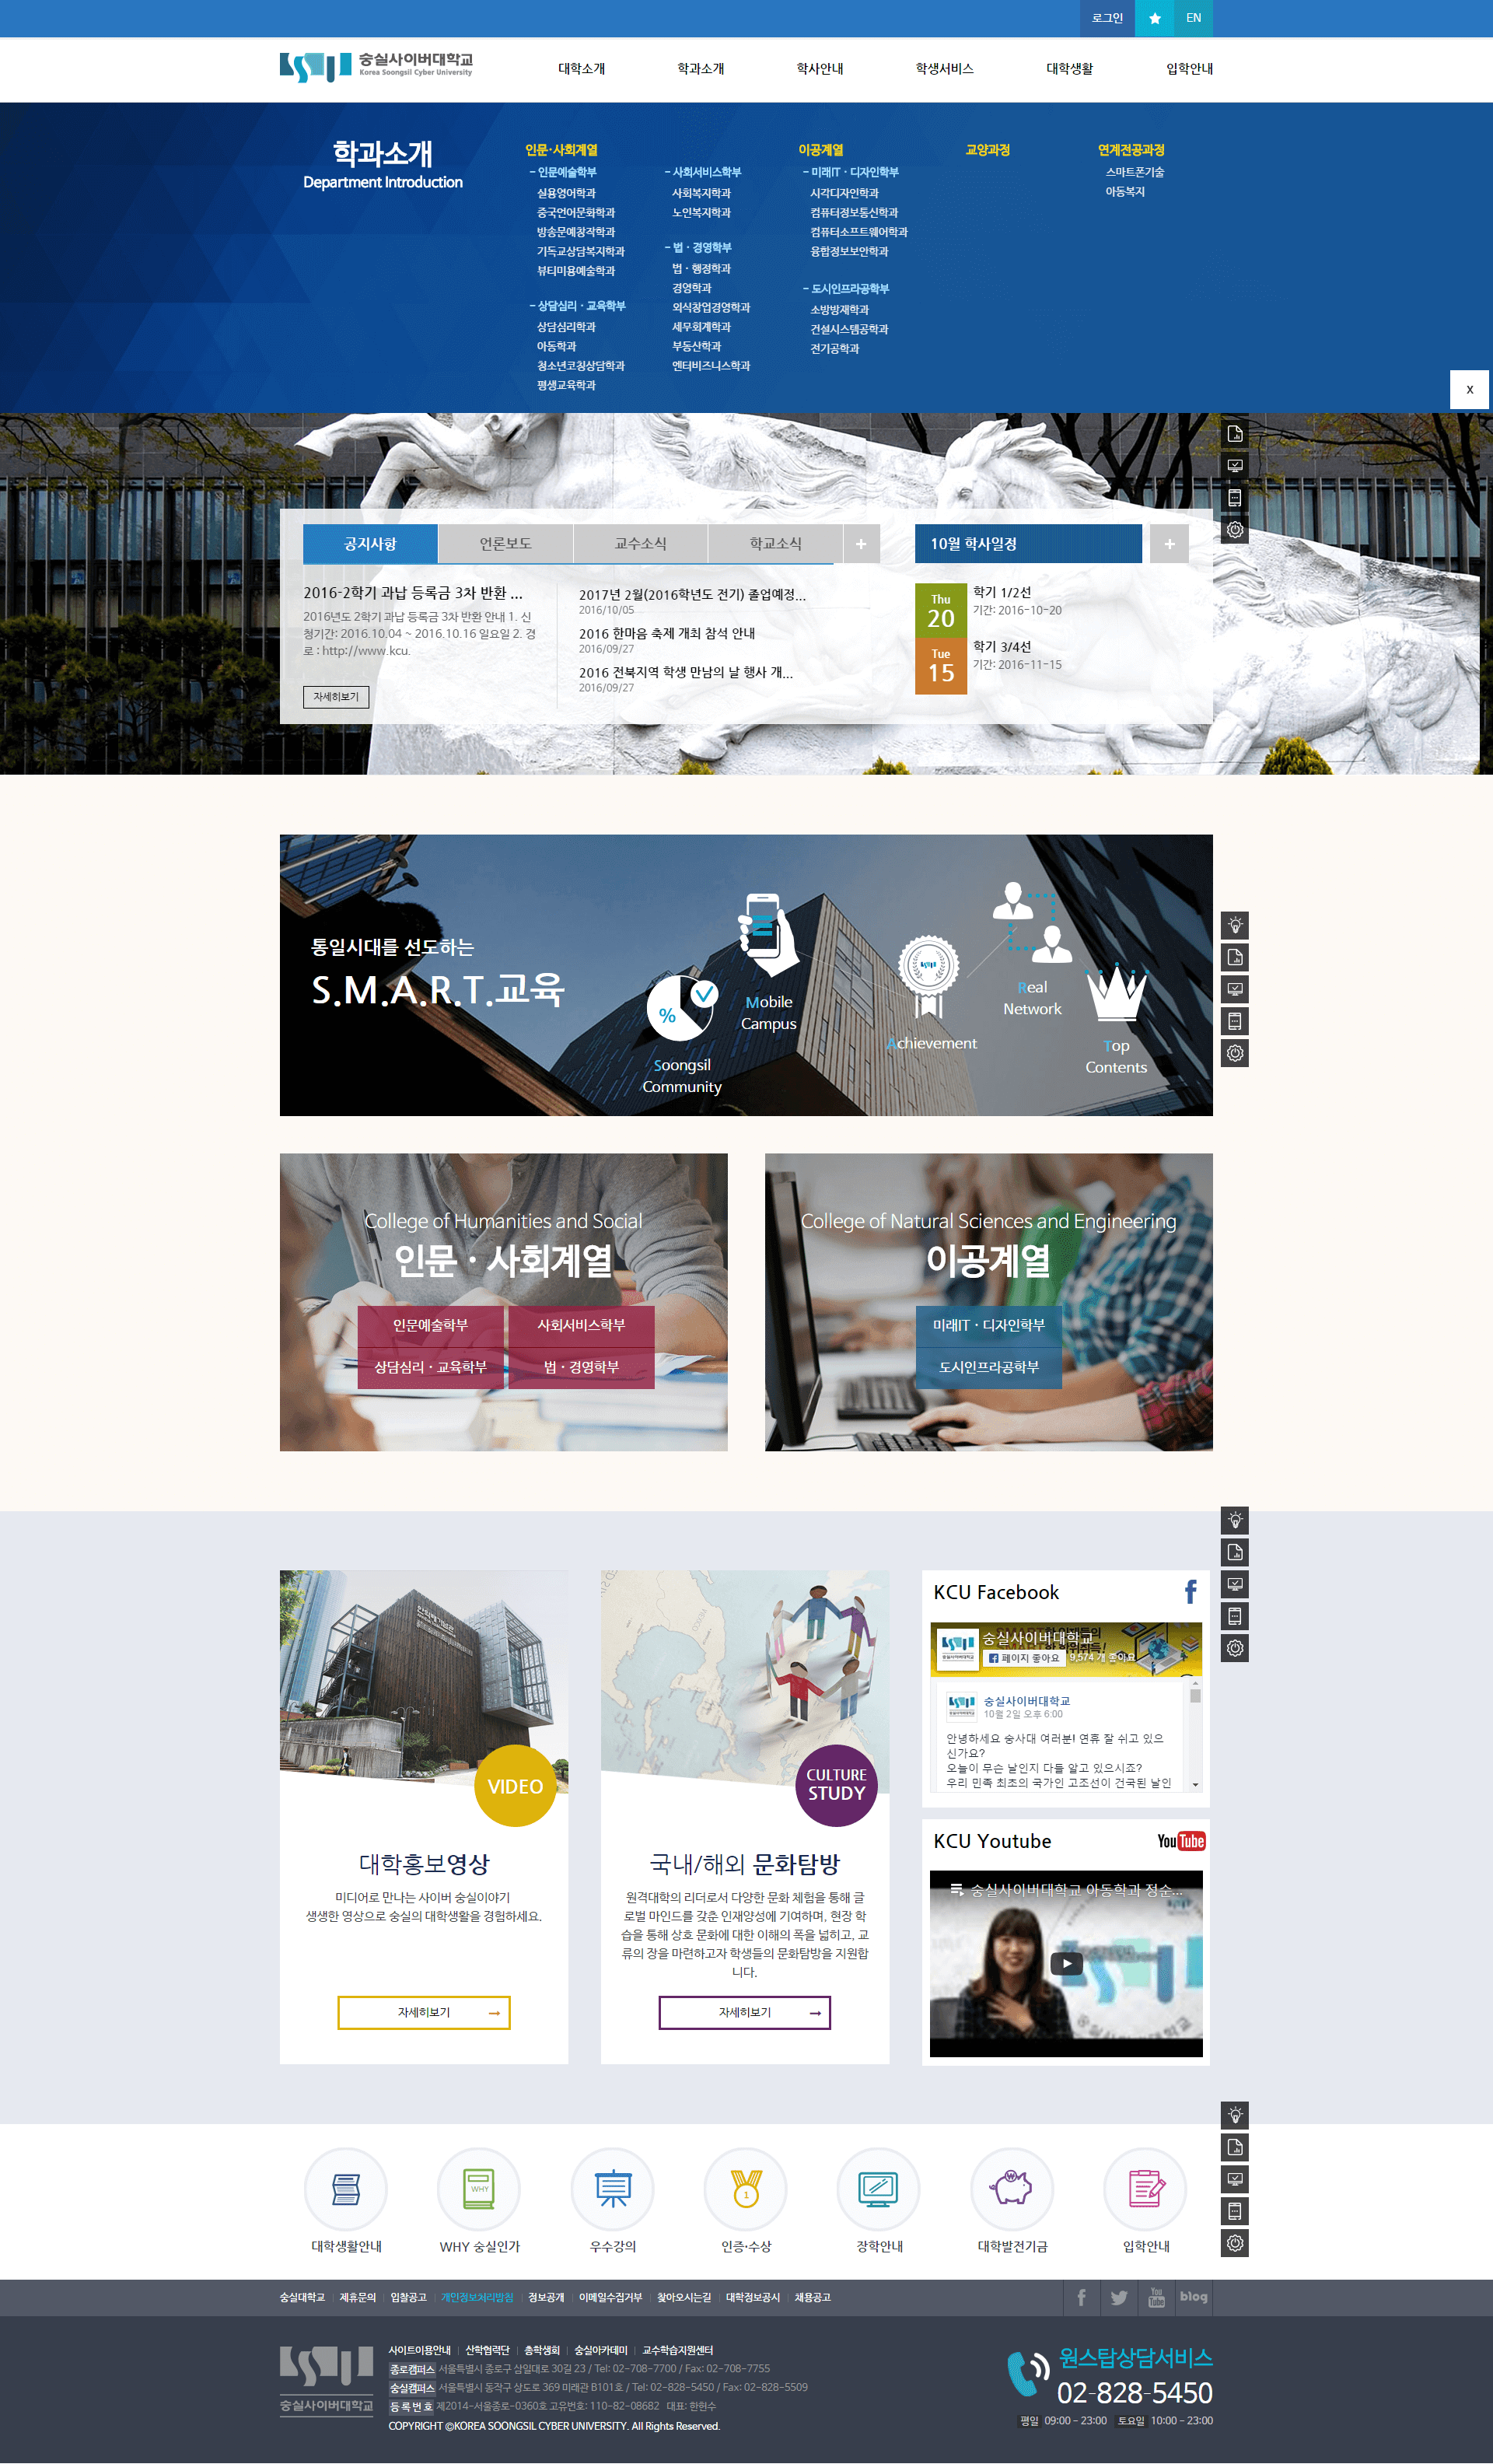 로그인
EN
숭실사이버대학교
Korea Soongsil Cyber University
대학소개
학과소개
학사안내
학생서비스
대학생활
입학안내
학과소개
Department Introduction
인문·사회계열
- 인문예술학부
실용영어학과
중국언어문화학과
방송문예창작학과
기독교상담복지학과
뷰티미용예술학과
- 상담심리 · 교육학부
상담심리학과
아동학과
청소년코칭상담학과
평생교육학과
- 사회서비스학부
사회복지학과
노인복지학과
- 법 · 경영학부
법 · 행정학과
경영학과
외식창업경영학과
세무회계학과
부동산학과
엔터비즈니스학과
이공계열
- 미래IT · 디자인학부
시각디자인학과
컴퓨터정보통신학과
컴퓨터소프트웨어학과
융합정보보안학과
- 도시인프라공학부
소방방재학과
건설시스템공학과
전기공학과
교양과정
연계전공과정
스마트폰기술
아동복지
x
공지사항
언론보도
교수소식
학교소식
+
10월 학사일정
+
2016-2학기 과납 등록금 3차 반환 ...
2016년도 2학기 과납 등록금 3차 반환 안내 1. 신
청기간: 2016.10.04 ~ 2016.10.16 일요일 2. 경
로 : http://www.kcu.
자세히보기
2017년 2월(2016학년도 전기) 졸업예정...
2016/10/05
2016 한마음 축제 개최 참석 안내
2016/09/27
2016 전북지역 학생 만남의 날 행사 개...
2016/09/27
Thu
20
학기 1/2선
기간: 2016-10-20
Tue
15
학기 3/4선
기간: 2016-11-15
통일시대를 선도하는
S.M.A.R.T.교육
%
Soongsil
Community
Mobile
Campus
Achievement
Real
Network
Top
Contents
College of Humanities and Social
인문 · 사회계열
인문예술학부
사회서비스학부
상담심리 · 교육학부
법 · 경영학부
College of Natural Sciences and Engineering
이공계열
미래IT · 디자인학부
도시인프라공학부
VIDEO
대학홍보영상
미디어로 만나는 사이버 숭실이야기
생생한 영상으로 숭실의 대학생활을 경험하세요.
자세히보기
CULTURE
STUDY
국내/해외 문화탐방
원격대학의 리더로서 다양한 문화 체험을 통해 글
로벌 마인드를 갖춘 인재양성에 기여하며, 현장 학
습을 통해 상호 문화에 대한 이해의 폭을 넓히고, 교
류의 장을 마련하고자 학생들의 문화탐방을 지원합
니다.
자세히보기
KCU Facebook
숭실사이버대학교
페이지 좋아요
9,574 개 좋아요
숭실사이버대학교
10월 2일 오후 6:00
안녕하세요 숭사대 여러분! 연휴 잘 쉬고 있으
신가요?
오늘이 무슨 날인지 다들 알고 있으시죠?
우리 민족 최초의 국가인 고조선이 건국된 날인
KCU Youtube
YouTube
숭실사이버대학교 아동학과 정순...
WHY
1
대학생활안내
WHY 숭실인가
우수강의
인증·수상
장학안내
대학발전기금
입학안내
숭실대학교
제휴문의
입찰공고
개인정보처리방침
정보공개
이메일수집거부
찾아오시는길
대학정보공시
채용공고
You Tube
blog
숭실사이버대학교
사이트이용안내
산학협력단
총학생회
숭실아카데미
교수학습지원센터
종로캠퍼스 서울특별시 종로구 삼일대로 30길 23 / Tel: 02-708-7700 / Fax: 02-708-7755
숭실캠퍼스 서울특별시 동작구 상도로 369 미래관 B101호 / Tel: 02-828-5450 / Fax: 02-828-5509
등 록 번 호 제2014-서울종로-0360호 고유번호: 110-82-08682 대표: 한헌수
COPYRIGHT ©KOREA SOONGSIL CYBER UNIVERSITY. All Rights Reserved.
원스탑상담서비스
02-828-5450
평일 09:00 - 23:00 토요일 10:00 - 23:00